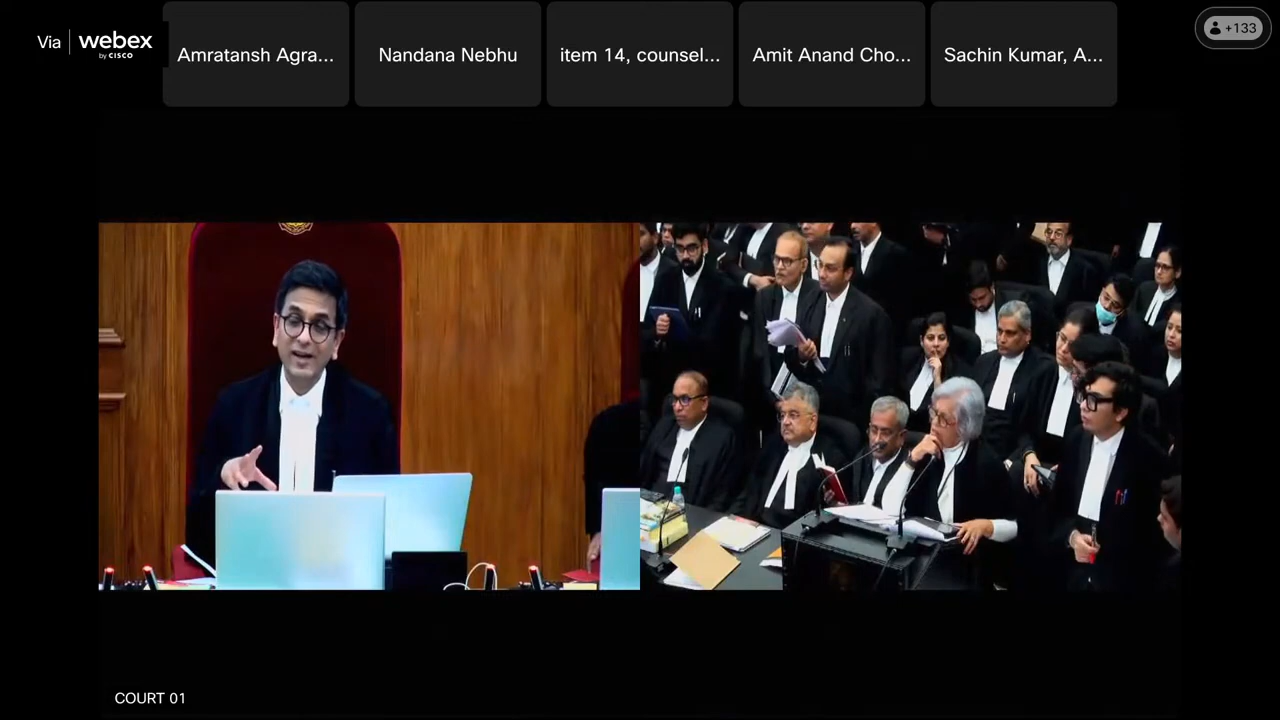 Via webex
by CISCO
Amratansh Agra...
Nandana Nebhu
item 14, counsel...
Amit Anand Cho...
Sachin Kumar, A...
+133
COURT 01